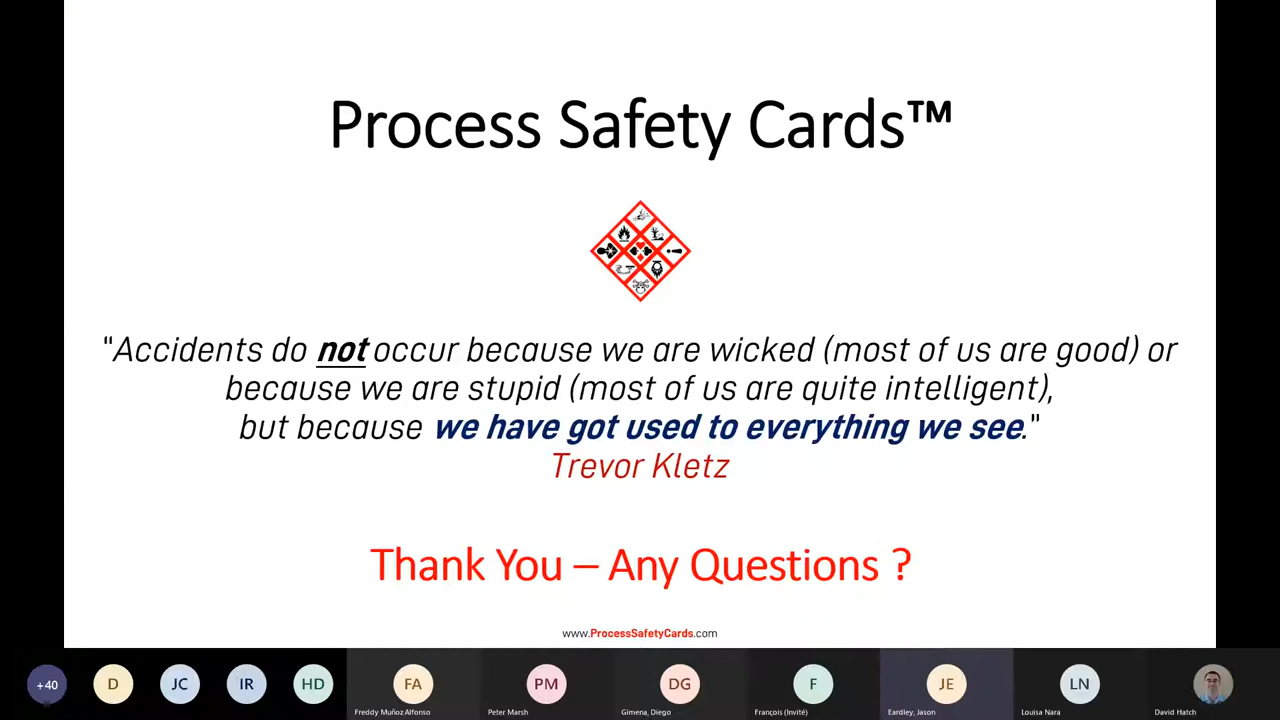 Process Safety Cards™
"Accidents do not occur because we are wicked (most of us are good) or
because we are stupid (most of us are quite intelligent),
but because we have got used to everything we see."
Trevor Kletz
Thank You – Any Questions ?
www.ProcessSafetyCards.com
+40
D
JC
IR
HD
FA
PM
DG
F
JE
LN
Freddy Muñoz Alfonso
Peter Marsh
Gimena, Diego
François (Invité)
Eardley, Jason
Louisa Nara
David Hatch